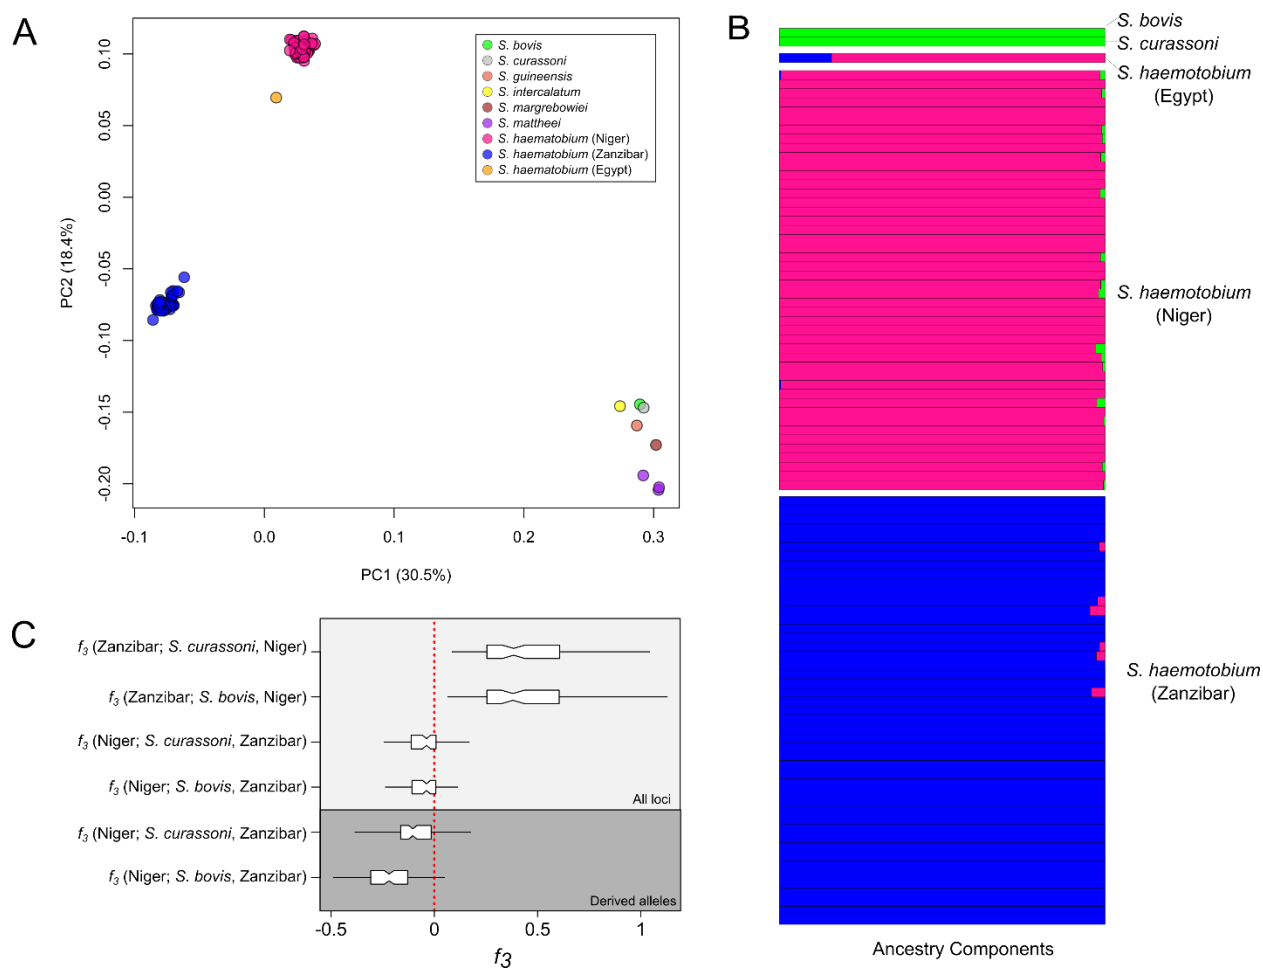 A
PC2 (18.4%)
0.10
0.05
0.00
-0.05
-0.10
-0.15
-0.20
-0.1
0.0
0.1
0.2
0.3
PC1 (30.5%)
S. bovis
S. curassoni
S. guineensis
S. intercalatum
S. margrebowiei
S. mattheei
S. haematobium (Niger)
S. haematobium (Zanzibar)
S. haematobium (Egypt)
B
S. bovis
S. curassoni
S. haemotobium
(Egypt)
S. haemotobium
(Niger)
S. haemotobium
(Zanzibar)
Ancestry Components
C
f3 (Zanzibar; S. curassoni, Niger)
f3 (Zanzibar; S. bovis, Niger)
f3 (Niger; S. curassoni, Zanzibar)
f3 (Niger; S. bovis, Zanzibar)
All loci
f3 (Niger; S. curassoni, Zanzibar)
f3 (Niger; S. bovis, Zanzibar)
Derived alleles
-0.5
0
0.5
1
f3